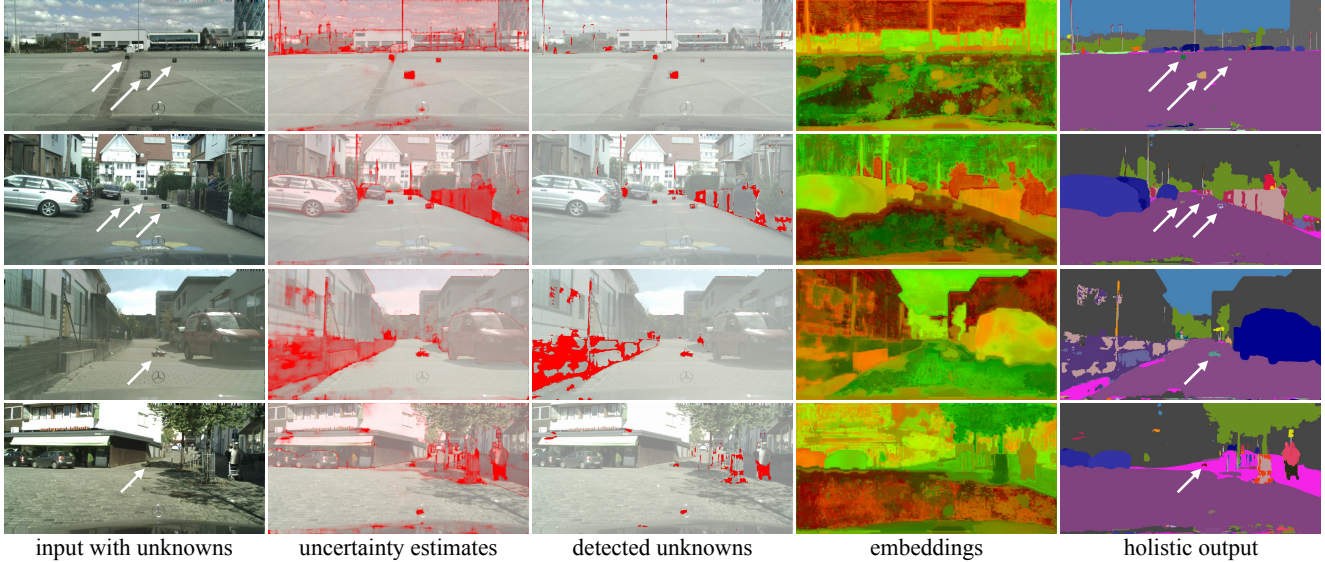 input with unknowns
uncertainty estimates
detected unknowns
embeddings
holistic output